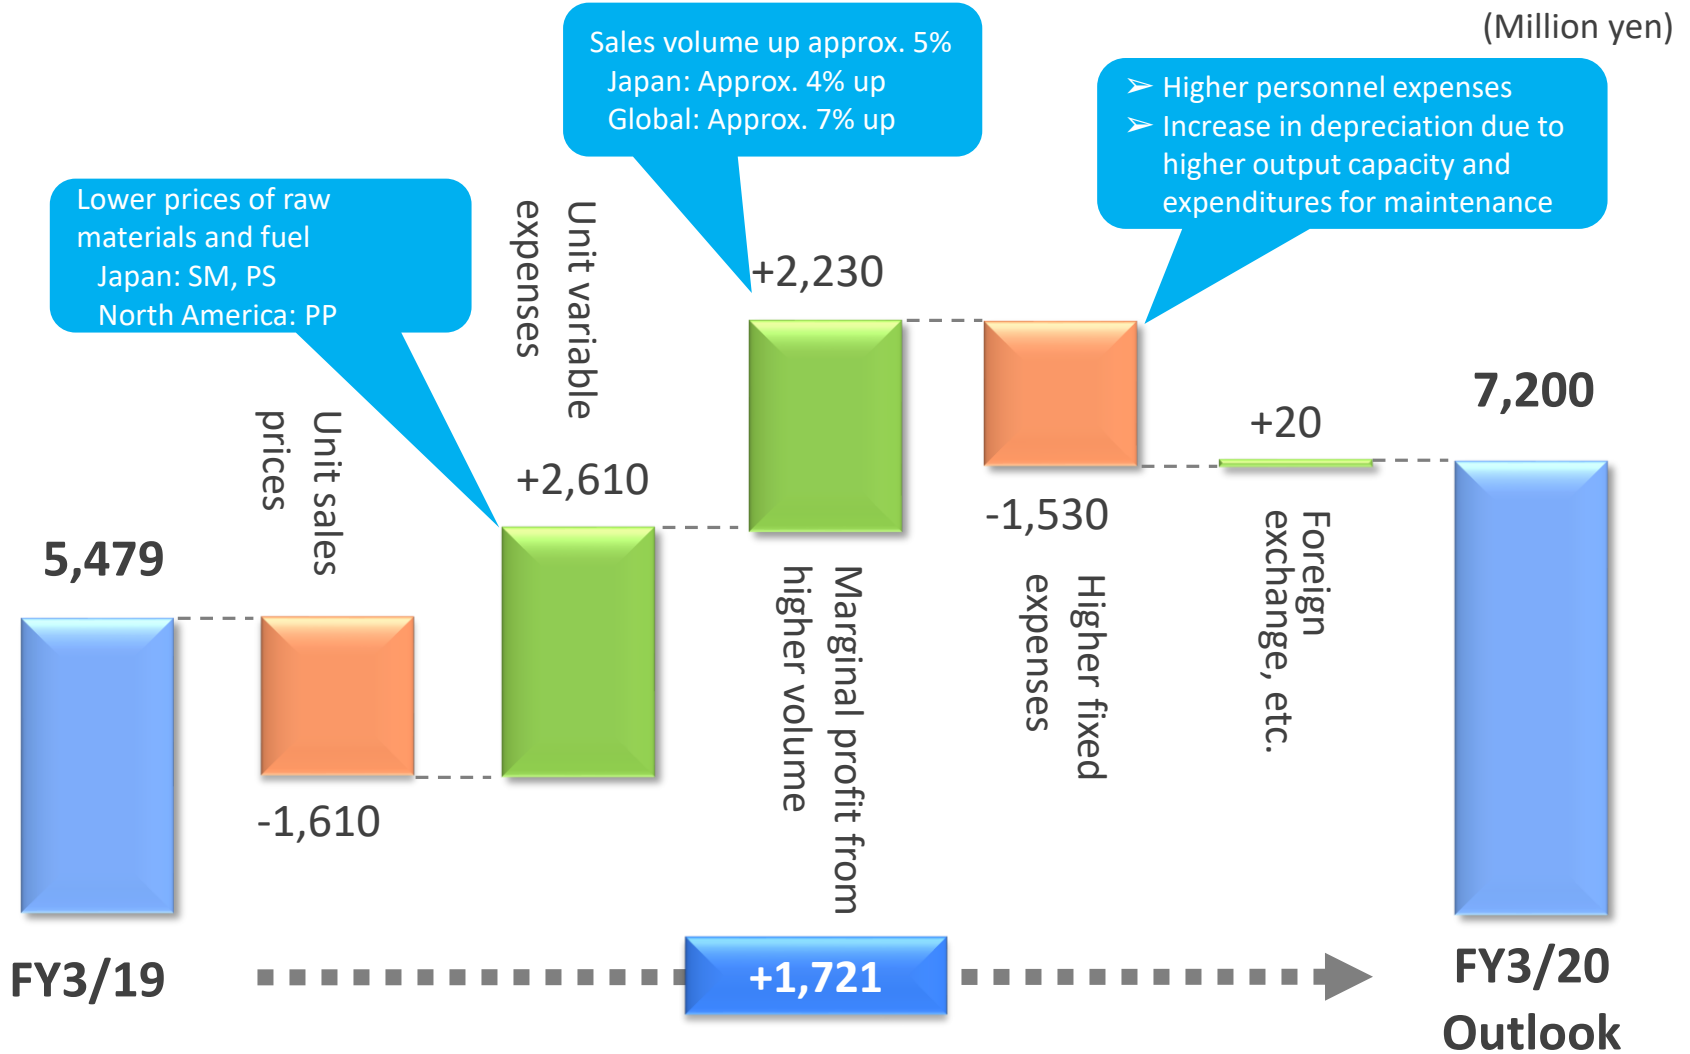 (Million yen)
Sales volume up approx. 5%
Japan: Approx. 4% up
Global: Approx. 7% up
➢ Higher personnel expenses
➢ Increase in depreciation due to
higher output capacity and
expenditures for maintenance
Lower prices of raw
materials and fuel
Japan: SM, PS
North America: PP
5,479
Unit sales
prices
-1,610
Unit variable
expenses
+2,610
+2,230
Marginal profit from
higher volume
-1,530
Higher fixed
expenses
+20
Foreign
exchange, etc.
7,200
FY3/19
+1,721
FY3/20
Outlook